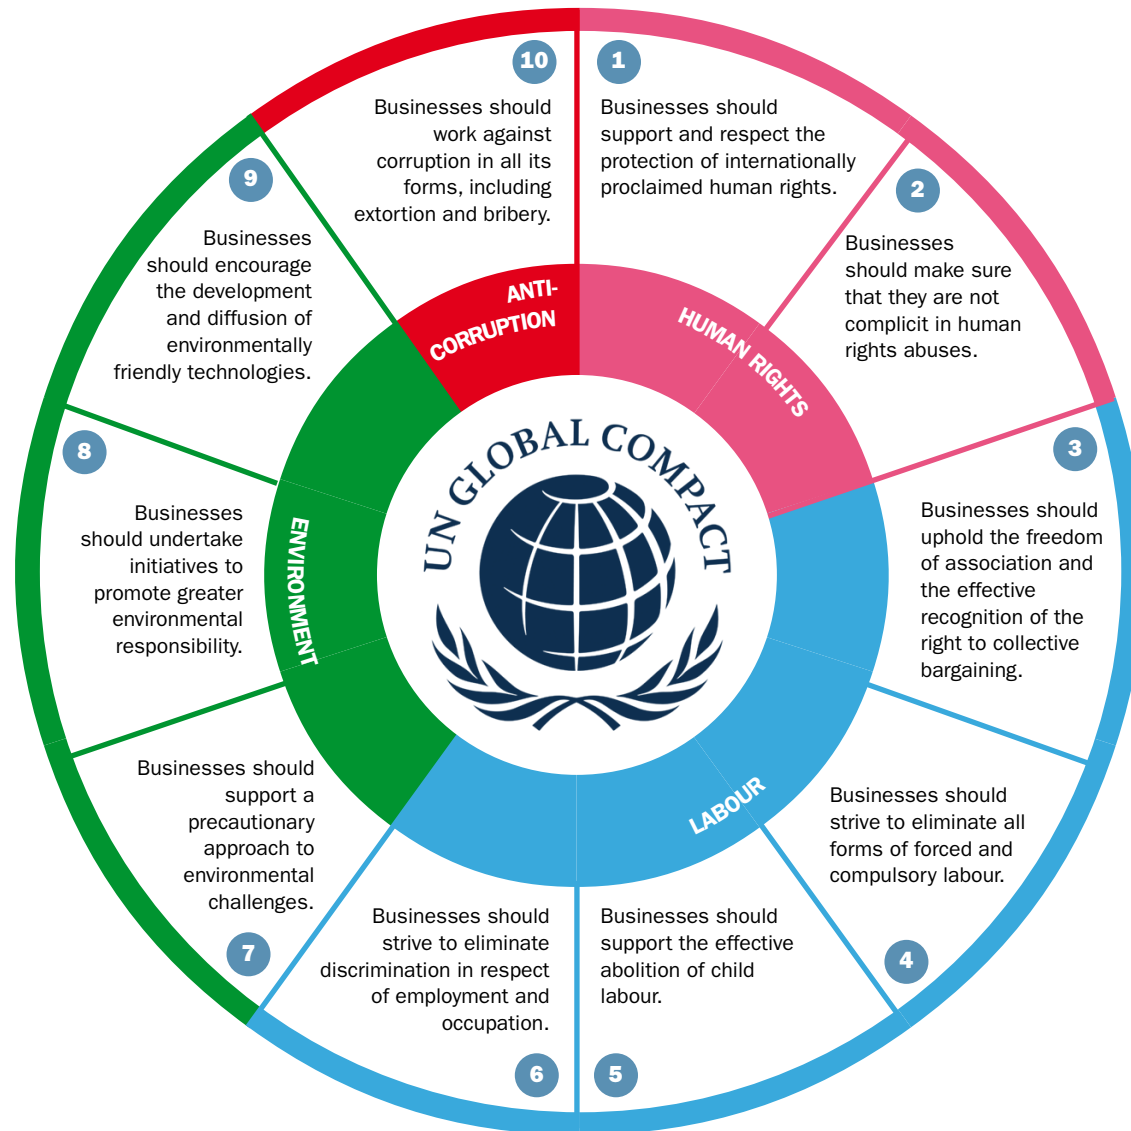 1
Businesses should
support and respect the
protection of internationally
proclaimed human rights.
2
Businesses
should make sure
that they are not
complicit in human
rights abuses.
3
Businesses should
uphold the freedom
of association and
the effective
recognition of the
right to collective
bargaining.
4
Businesses should
strive to eliminate all
forms of forced and
compulsory labour.
5
Businesses should
support the effective
abolition of child
labour.
6
Businesses should
strive to eliminate
discrimination in respect
of employment and
occupation.
7
Businesses should
support a
precautionary
approach to
environmental
challenges.
8
Businesses
should undertake
initiatives to
promote greater
environmental
responsibility.
9
Businesses
should encourage
the development
and diffusion of
environmentally
friendly technologies.
10
Businesses should
work against
corruption in all its
forms, including
extortion and bribery.
HUMAN RIGHTS
LABOUR
ENVIRONMENT
ANTI-
CORRUPTION
UN GLOBAL COMPACT